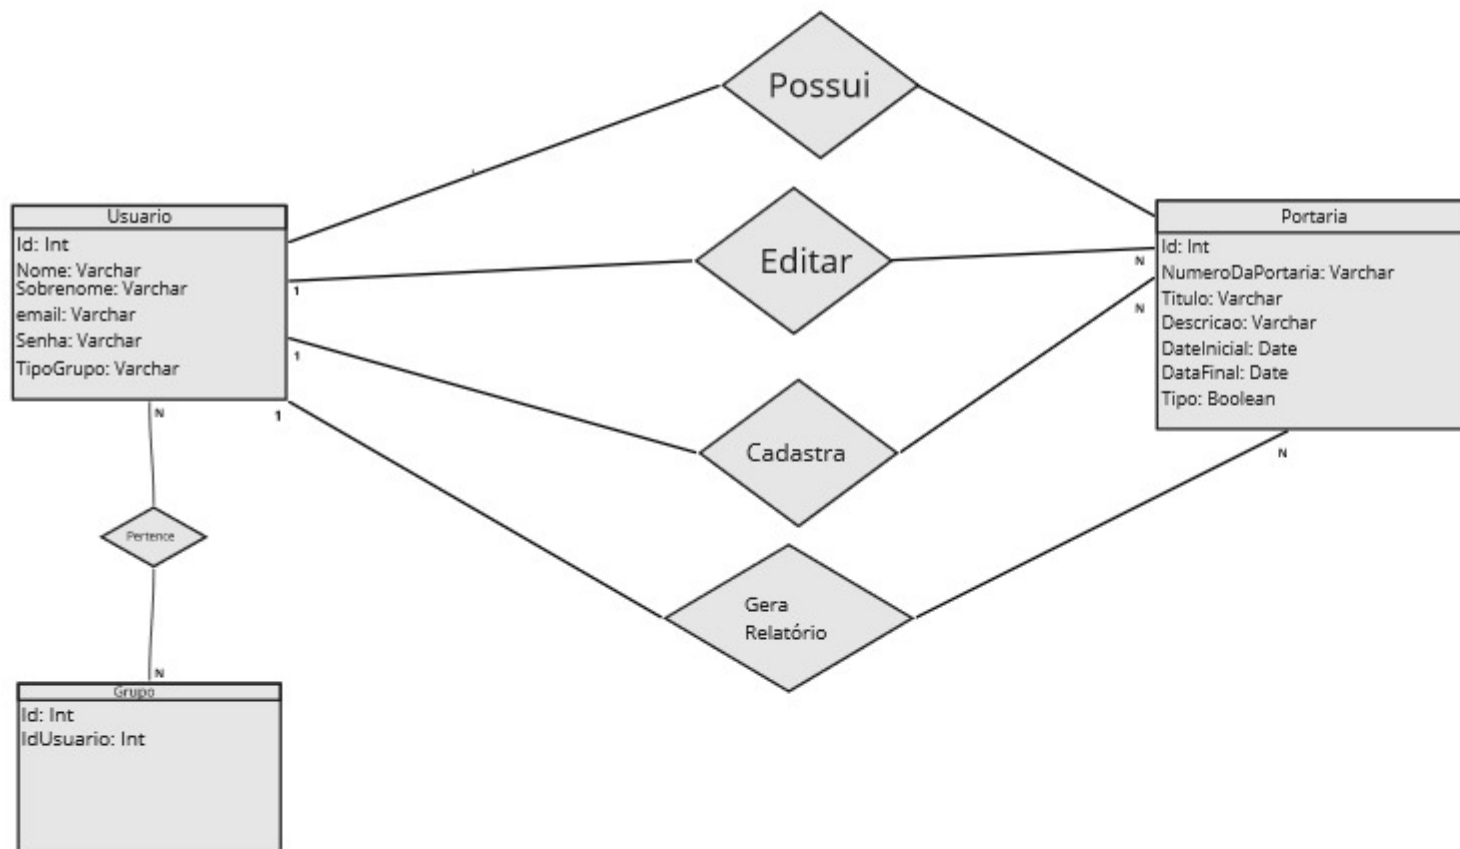 Possui
Usuario
Id: Int
Nome: Varchar
Sobrenome: Varchar
email: Varchar
Senha: Varchar
TipoGrupo: Varchar
1
1
1
N
Editar
Cadastra
Gera
Relatório
Portaria
Id: Int
NumeroDaPortaria: Varchar
Titulo: Varchar
Descricao: Varchar
DateInicial: Date
DataFinal: Date
Tipo: Boolean
N
N
N
Pertence
N
Grupo
Id: Int
IdUsuario: Int